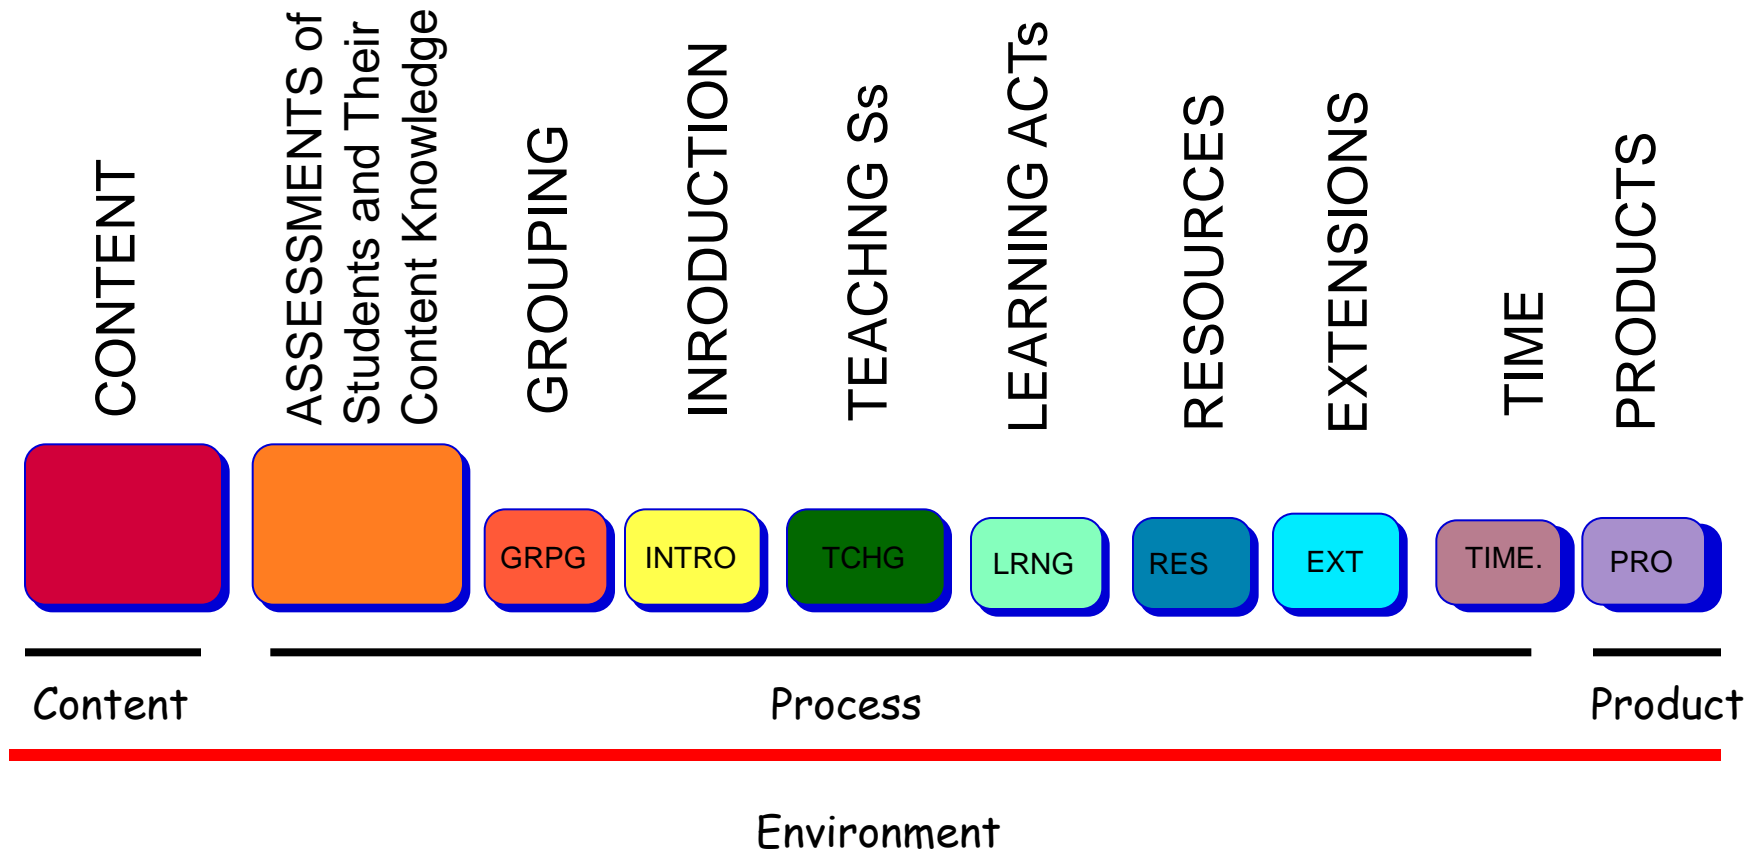 CONTENT
ASSESSMENTS of
Students and Their
Content Knowledge
GROUPING
INRODUCTION
TEACHNG Ss
LEARNING ACTs
RESOURCES
EXTENSIONS
TIME
PRODUCTS
GRPG
INTRO
TCHG
LRNG
RES
EXT
TIME.
PRO
Content
Process
Product
Environment